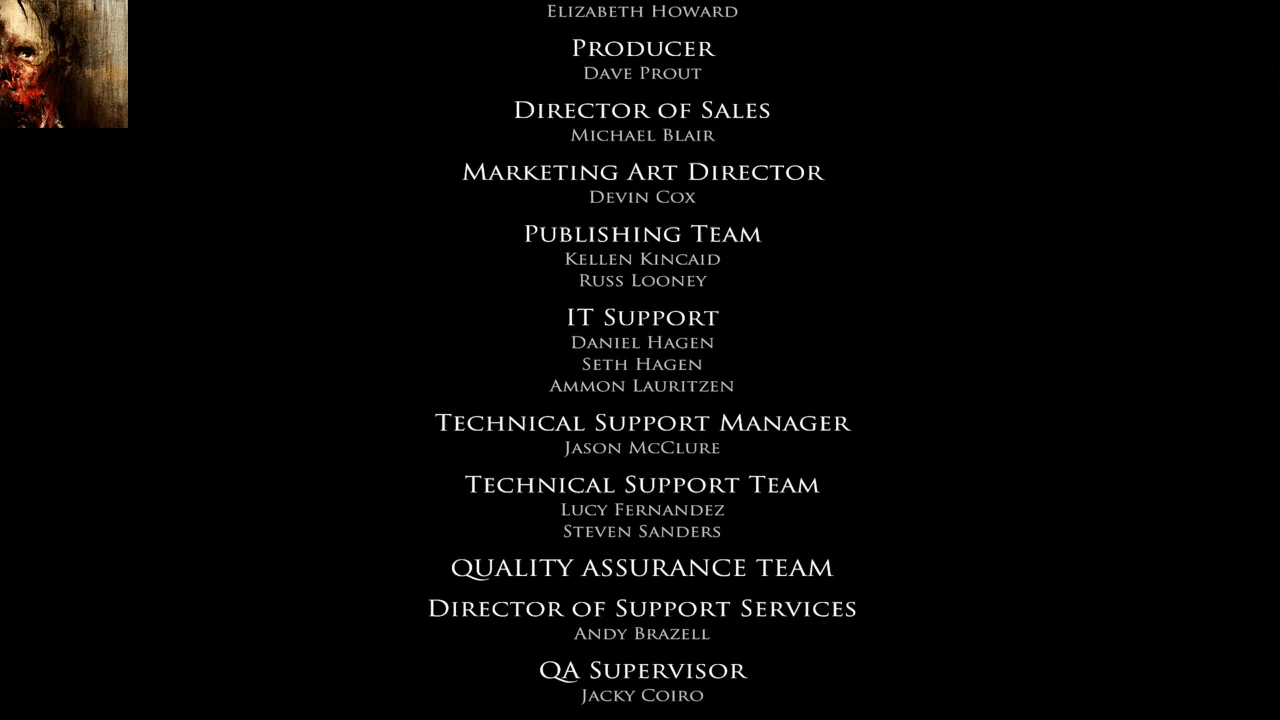 Elizabeth Howard
Producer
Dave Prout
Director of Sales
Michael Blair
Marketing Art Director
Devin Cox
Publishing Team
Kellen Kincaid
Russ Looney
IT Support
Daniel Hagen
Seth Hagen
Ammon Lauritzen
Technical Support Manager
Jason McClure
Technical Support Team
Lucy Fernandez
Steven Sanders
QUALITY ASSURANCE TEAM
Director of Support Services
Andy Brazell
QA Supervisor
Jacky Coiro